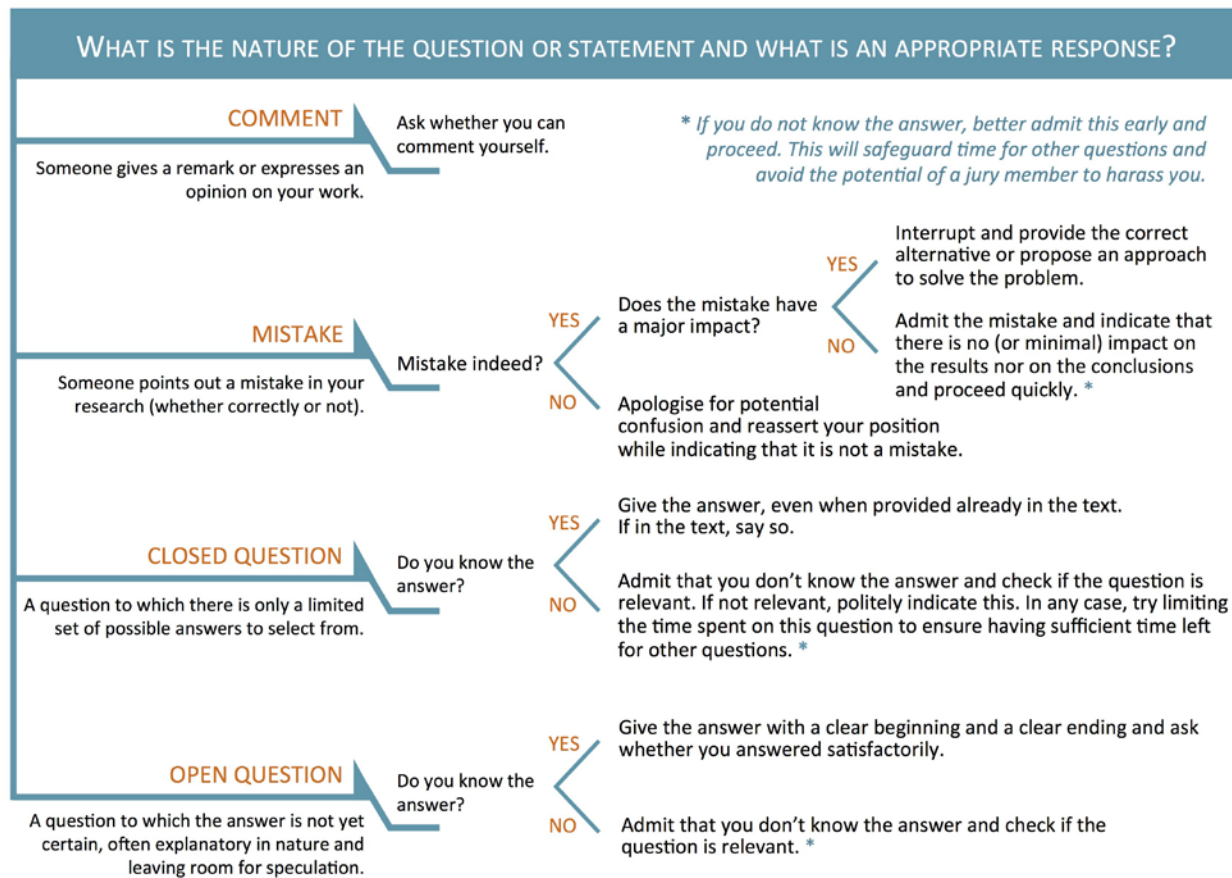 WHAT IS THE NATURE OF THE QUESTION OR STATEMENT AND WHAT IS AN APPROPRIATE RESPONSE?
COMMENT
Someone gives a remark or expresses an
opinion on your work.
Ask whether you can
comment yourself.
* If you do not know the answer, better admit this early and
proceed. This will safeguard time for other questions and
avoid the potential of a jury member to harass you.
MISTAKE
Someone points out a mistake in your
research (whether correctly or not).
Mistake indeed?
YES
Does the mistake have
a major impact?
YES
Interrupt and provide the correct
alternative or propose an approach
to solve the problem.
NO
Admit the mistake and indicate that
there is no (or minimal) impact on
the results nor on the conclusions
and proceed quickly. *
NO
Apologise for potential
confusion and reassert your position
while indicating that it is not a mistake.
CLOSED QUESTION
A question to which there is only a limited
set of possible answers to select from.
Do you know the
answer?
YES
Give the answer, even when provided already in the text.
If in the text, say so.
NO
Admit that you don't know the answer and check if the question is
relevant. If not relevant, politely indicate this. In any case, try limiting
the time spent on this question to ensure having sufficient time left
for other questions. *
OPEN QUESTION
A question to which the answer is not yet
certain, often explanatory in nature and
leaving room for speculation.
Do you know the
answer?
YES
Give the answer with a clear beginning and a clear ending and ask
whether you answered satisfactorily.
NO
Admit that you don't know the answer and check if the
question is relevant. *